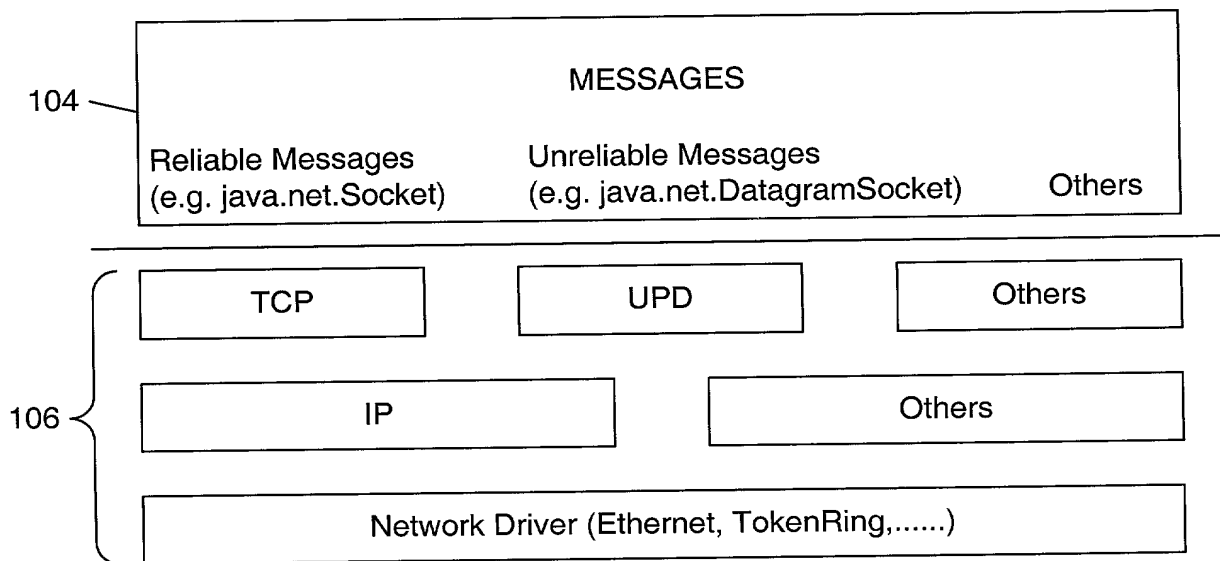 MESSAGES
104
Reliable Messages
(e.g. java.net.Socket)
Unreliable Messages
(e.g. java.net.DatagramSocket)
Others
TCP
UPD
Others
106
IP
Others
Network Driver (Ethernet, TokenRing,......)